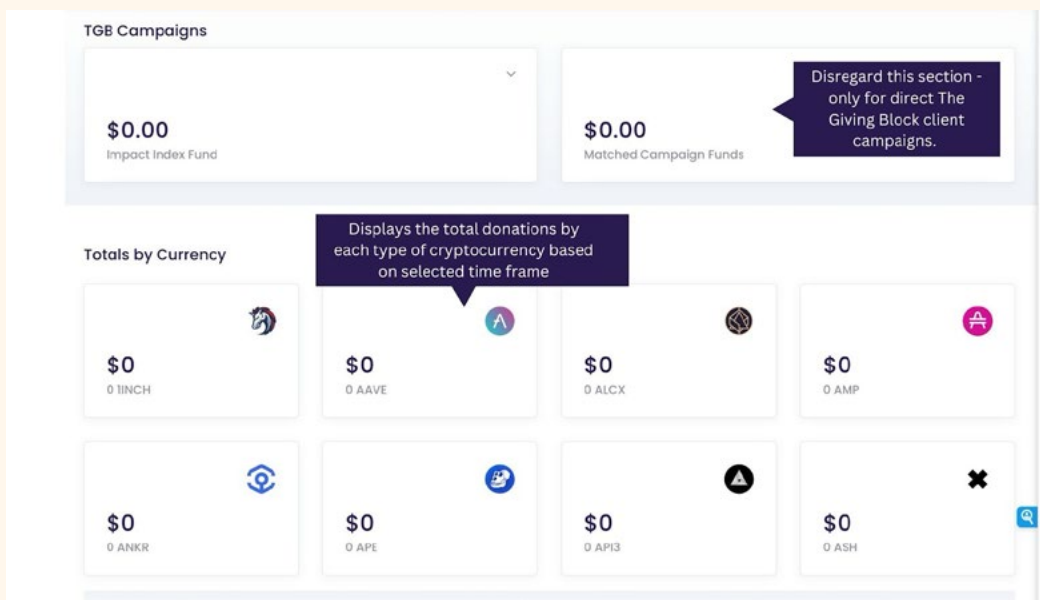 TGB Campaigns
$0.00
Impact Index Fund
$0.00
Matched Campaign Funds
Disregard this section -
only for direct The
Giving Block client
campaigns.
Totals by Currency
Displays the total donations by
each type of cryptocurrency based
on selected time frame
$0
0 1INCH
$0
0 AAVE
$0
0 ALCX
$0
0 AMP
$0
0 ANKR
$0
0 APE
$0
0 API3
$0
0 ASH